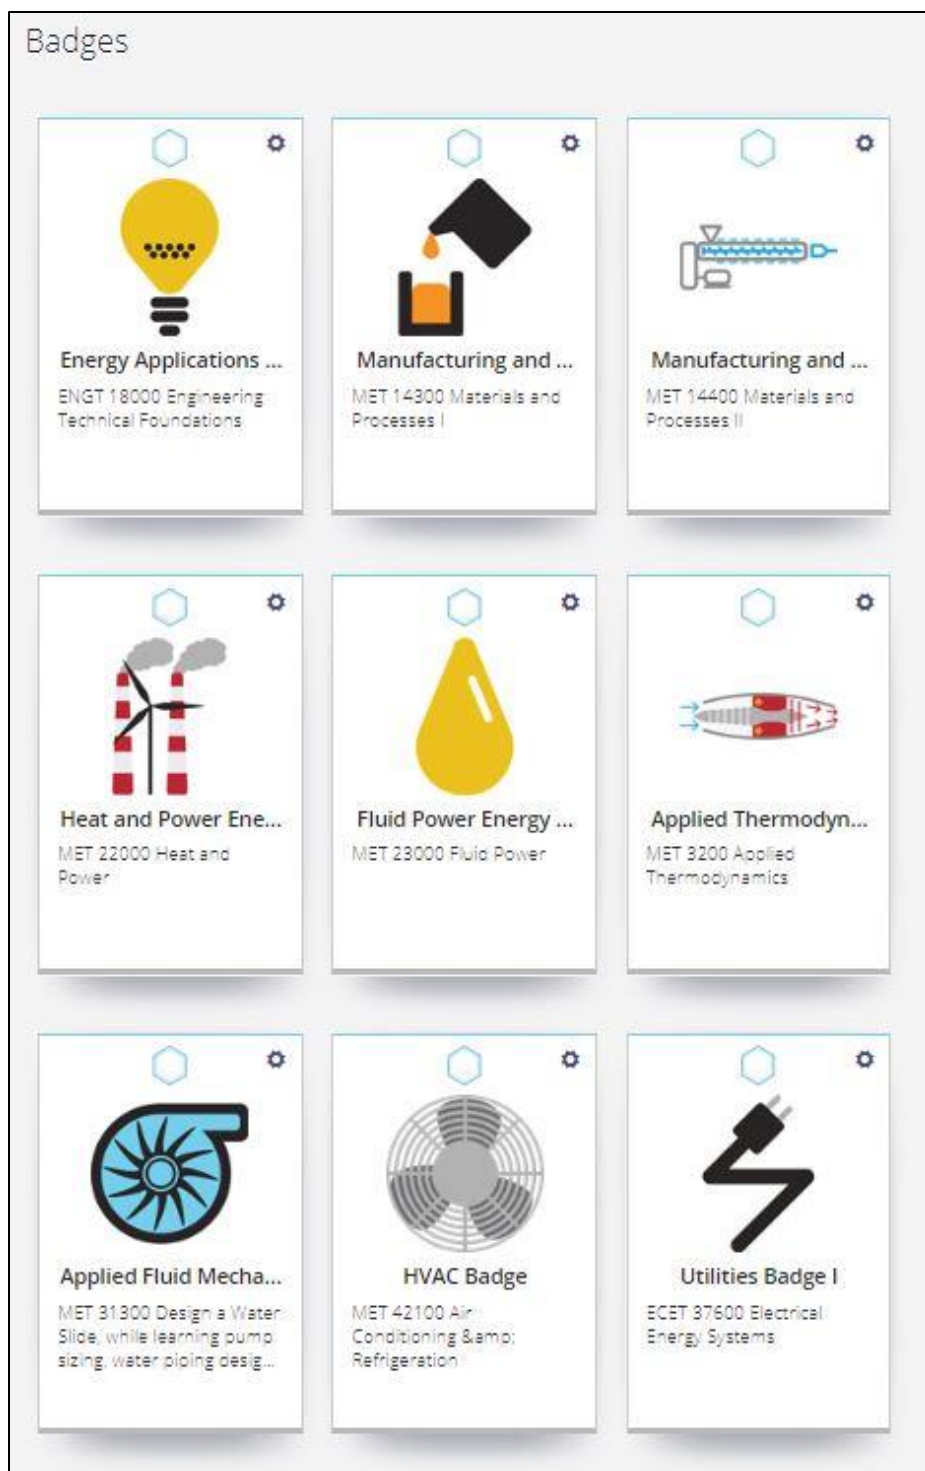 Badges
Energy Applications ...
ENGT 18000 Engineering
Technical Foundations
Manufacturing and ...
MET 14300 Materials and
Processes I
Manufacturing and ...
MET 14400 Materials and
Processes II
Heat and Power Ene...
MET 22000 Heat and
Power
Fluid Power Energy ...
MET 23000 Fluid Power
Applied Thermodyn...
MET 3200 Applied
Thermodynamics
Applied Fluid Mecha...
MET 31300 Design a Water
Slide, while learning pump
sizing, water piping desig...
HVAC Badge
MET 42100 Air
Conditioning &amp;
Refrigeration
Utilities Badge I
ECET 37600 Electrical
Energy Systems